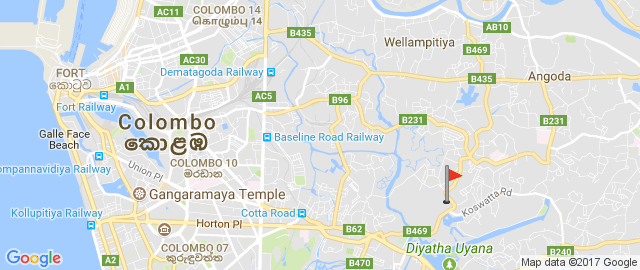 AC11
COLOMBO 14
கொழும்பு 14
B435
AB10
Wellampitiya
B469
AC30
FORT
කොටුව
Dematagoda Railway
B435
Angoda
A1
Fort Railway
AC5
B96
B231
B231
Colombo
කොළඹ
Galle Face
Beach
Baseline Road Railway
COLOMBO 10
මරදාන
ompannavidiya Railway
Union Pl
Gangaramaya Temple
Koswatta Rd
Kollupitiya Railway
Cotta Road
Horton Pl
B62
B469
COLOMBO 07
කුරුඳුවත්ත
Diyatha Uyana
B470
Google
Map data ©2017 Google